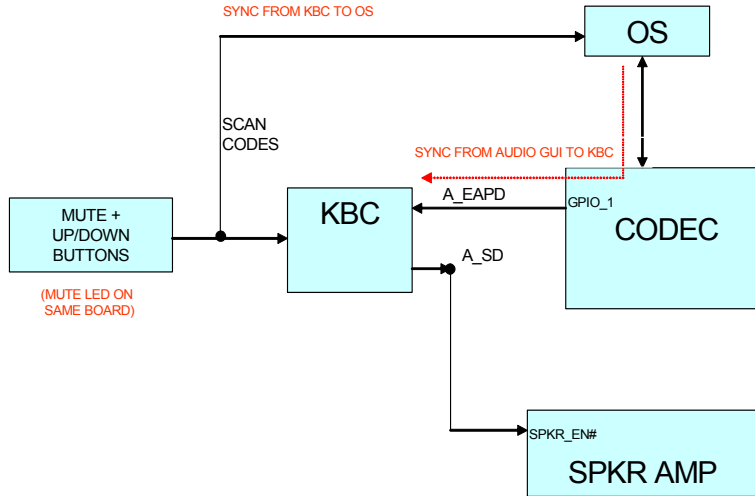 SYNC FROM KBC TO OS
OS
SCAN
CODES
SYNC FROM AUDIO GUI TO KBC
MUTE +
UP/DOWN
BUTTONS
(MUTE LED ON
SAME BOARD)
KBC
A_EAPD
GPIO_1
CODEC
A_SD
SPKR_EN#
SPKR AMP